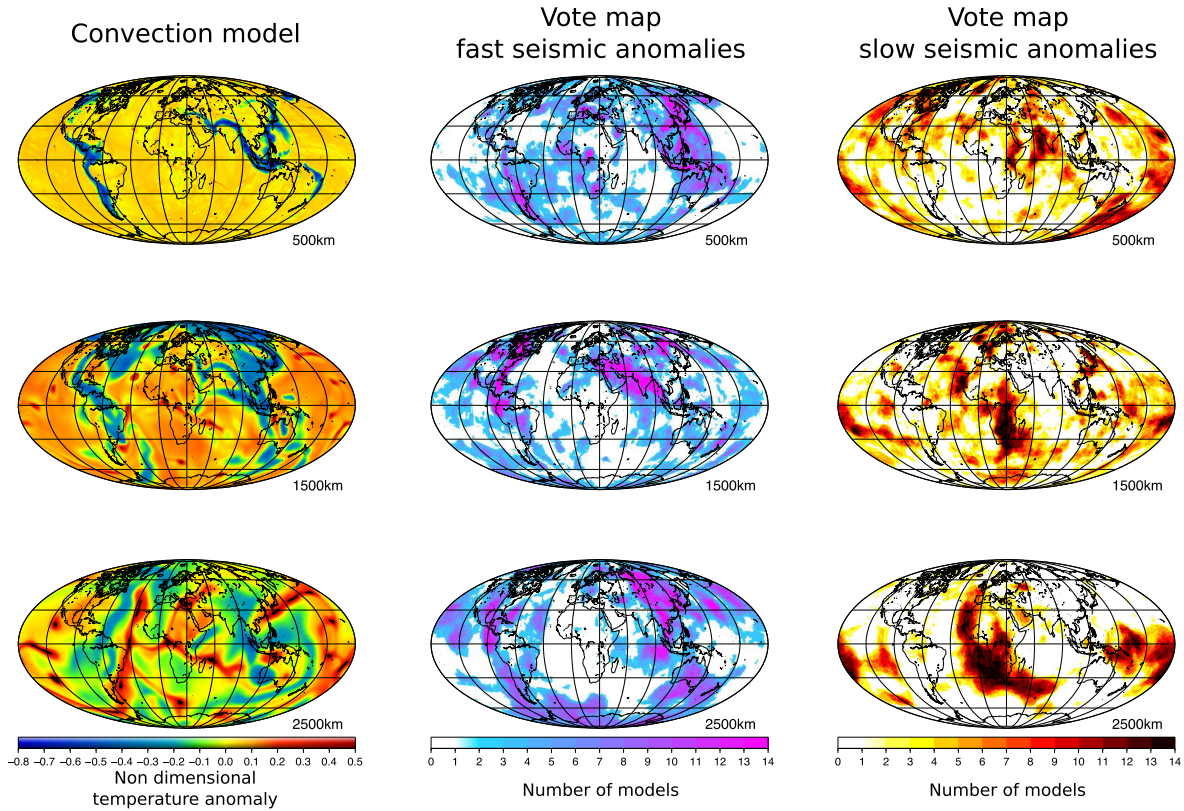 Convection model
Vote map
fast seismic anomalies
Vote map
slow seismic anomalies
500km
500km
500km
1500km
1500km
1500km
2500km
2500km
2500km
−0.8 −0.7 −0.6 −0.5 −0.4 −0.3 −0.2 −0.1 0.0 0.1 0.2 0.3 0.4 0.5
Non dimensional
temperature anomaly
0 1 2 3 4 5 6 7 8 9 10 11 12 13 14
Number of models
0 1 2 3 4 5 6 7 8 9 10 11 12 13 14
Number of models